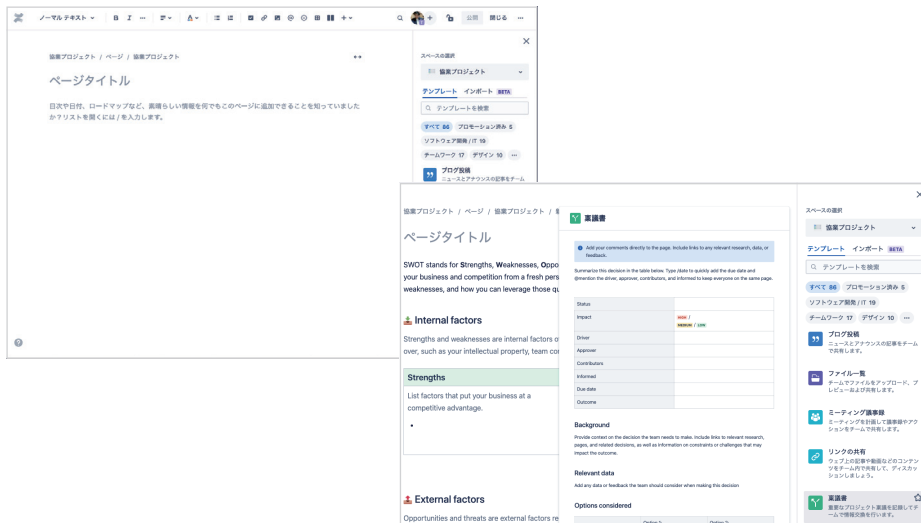 ノーマル テキスト
B I ...
公開 閉じる ...
協業プロジェクト / ページ / 協業プロジェクト
ページタイトル
目次や日付、ロードマップなど、素晴らしい情報を何でもこのページに追加できることを知っていました
か？リストを開くには / を入力します。
スペースの選択
協業プロジェクト
テンプレート インポート BETA
テンプレートを検索
すべて 86 プロモーション済み 5
ソフトウェア開発 / IT 19
チームワーク 17 デザイン 10 ...
ブログ投稿
ニュースとアナウンスの記事をチーム
協業プロジェクト / ページ / 協業プロジェクト /
ページタイトル
SWOT stands for Strengths, Weaknesses, Oppo
your business and competition from a fresh pers
weaknesses, and how you can leverage those qu
Internal factors
Strengths and weaknesses are internal factors o
over, such as your intellectual property, team co
Strengths
List factors that put your business at a
competitive advantage.
•
External factors
Opportunities and threats are external factors re
稟議書
Add your comments directly to the page. Include links to any relevant research, data, or
feedback.
Summarize this decision in the table below. Type /date to quickly add the due date and
@mention the driver, approver, contributors, and informed to keep everyone on the same page.
Status
Impact HIGH /
MEDIUM / LOW
Driver
Approver
Contributors
Informed
Due date
Outcome
Background
Provide context on the decision the team needs to make. Include links to relevant research,
pages, and related decisions, as well as information on constraints or challenges that may
impact the outcome.
Relevant data
Add any data or feedback the team should consider when making this decision
Options considered
Option 1: Option 2:
スペースの選択
協業プロジェクト
テンプレート インポート BETA
テンプレートを検索
すべて 86 プロモーション済み 5
ソフトウェア開発 / IT 19
チームワーク 17 デザイン 10 ...
ブログ投稿
ニュースとアナウンスの記事をチーム
で共有します。
ファイル一覧
チームでファイルをアップロード、プ
レビューおよび共有します。
ミーティング議事録
ミーティングを計画して議事録やアク
ションをチームで共有します。
リンクの共有
ウェブ上の記事や動画などのコンテン
ツをチーム内で共有して、ディスカッ
ションしましょう。
稟議書
重要なプロジェクト稟議を記録してチ
ームで情報交換を行います。